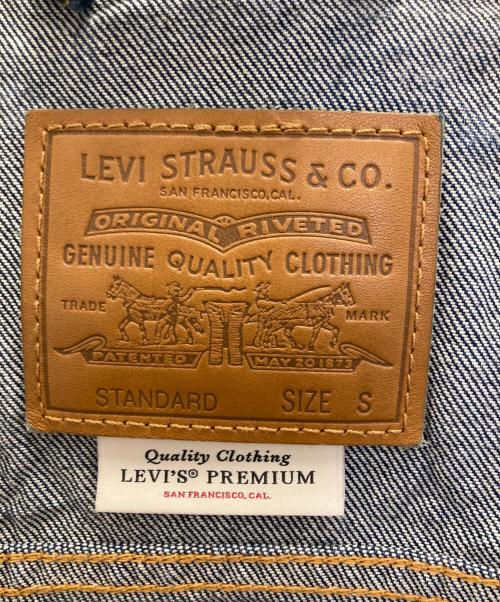 LEVI STRAUSS & CO.
SAN FRANCISCO, CAL.
ORIGINAL RIVETED
GENUINE QUALITY CLOTHING
TRADE MARK
PATENTED MAY 20 1873
STANDARD SIZE S
Quality Clothing
LEVI'S® PREMIUM
SAN FRANCISCO, CAL.